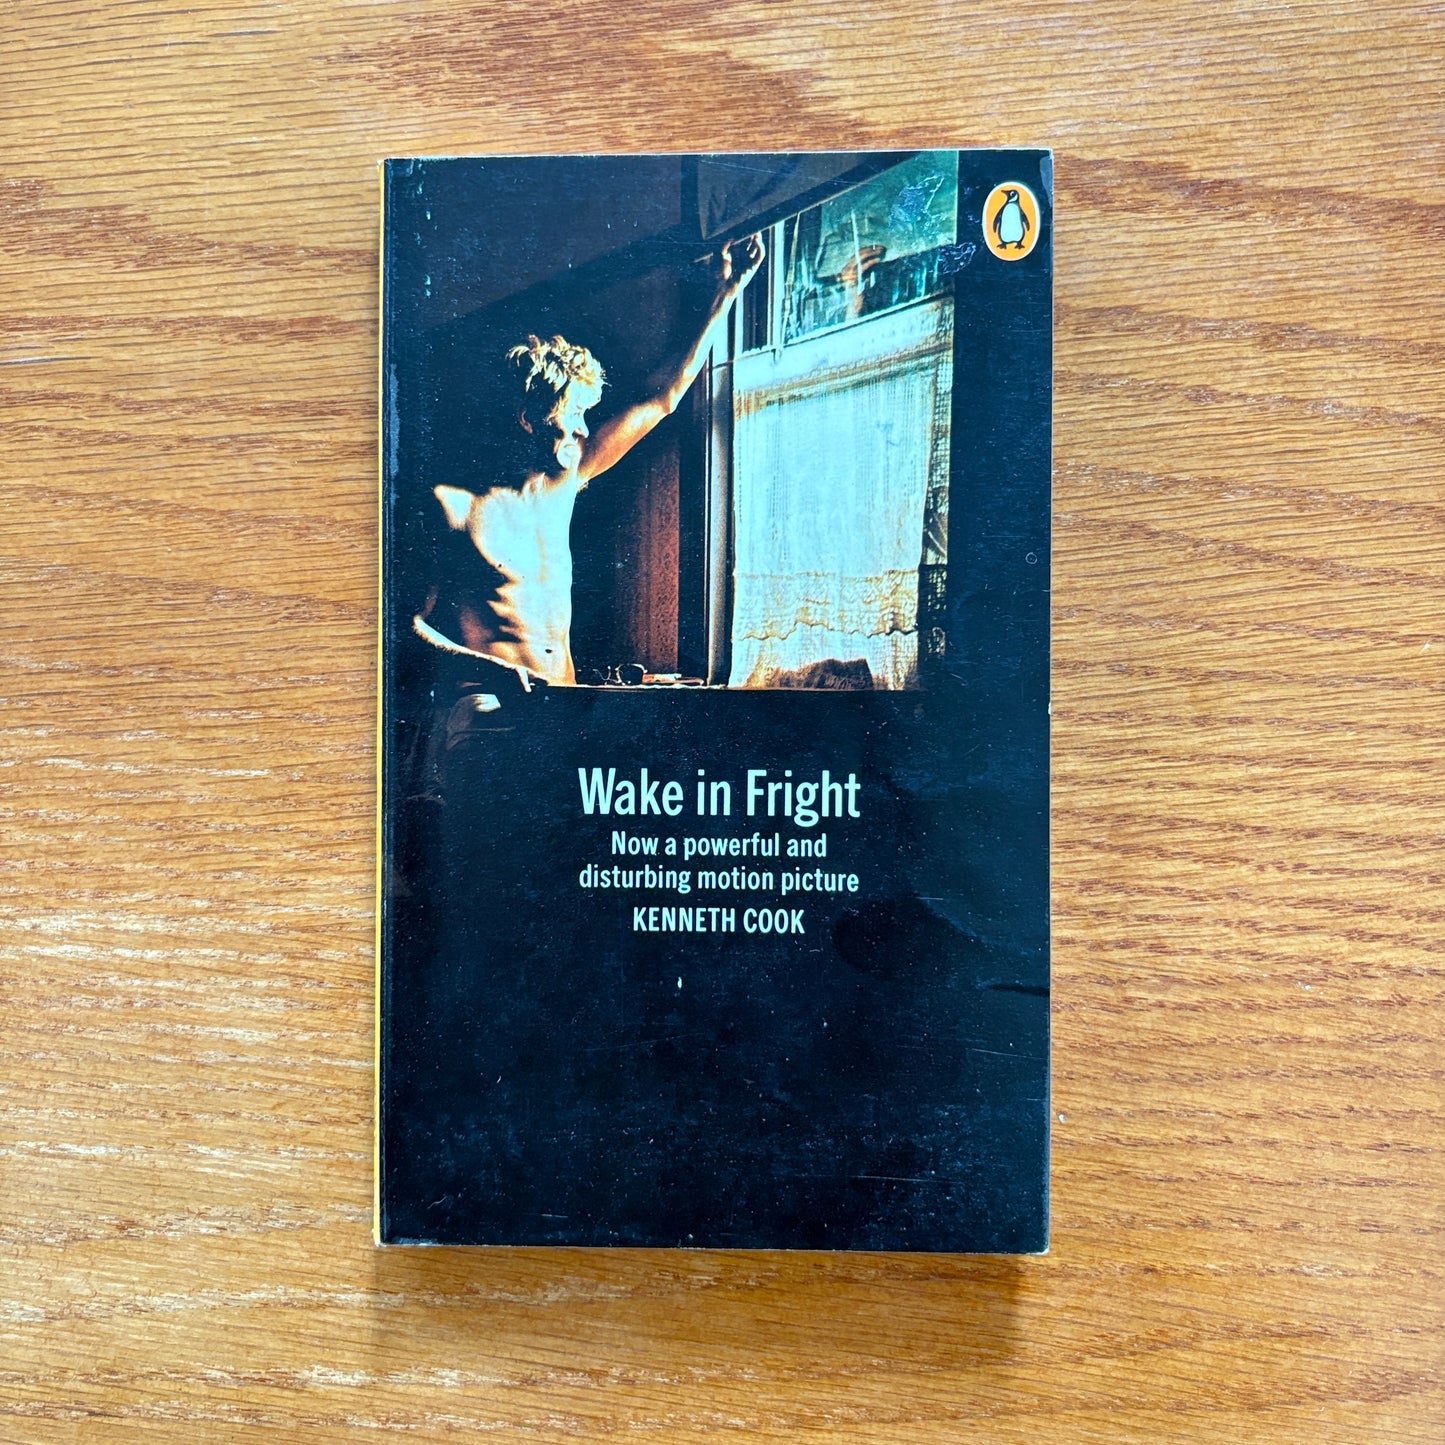 Wake in Fright
Now a powerful and
disturbing motion picture
KENNETH COOK